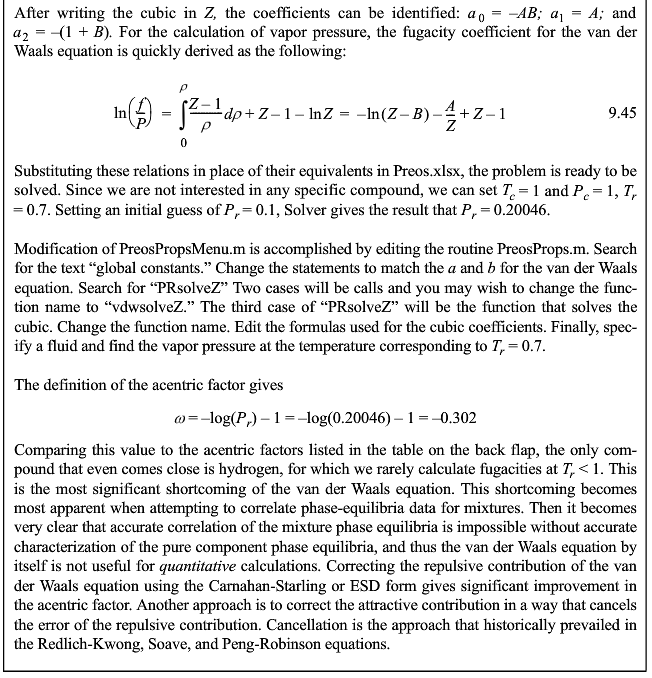 After writing the cubic in Z, the coefficients can be identified: a₀ = –AB; a₁ = A; and
a₂ = –(1 + B). For the calculation of vapor pressure, the fugacity coefficient for the van der
Waals equation is quickly derived as the following:
ln(f/P) = ∫₀^ρ (Z – 1)/ρ dρ + Z – 1 – lnZ = –ln(Z – B) – A/Z + Z – 1 9.45
Substituting these relations in place of their equivalents in Preos.xlsx, the problem is ready to be
solved. Since we are not interested in any specific compound, we can set T_c = 1 and P_c = 1, T_r
= 0.7. Setting an initial guess of P_r = 0.1, Solver gives the result that P_r = 0.20046.
Modification of PreosPropsMenu.m is accomplished by editing the routine PreosProps.m. Search
for the text “global constants.” Change the statements to match the a and b for the van der Waals
equation. Search for “PRsolveZ” Two cases will be calls and you may wish to change the func-
tion name to “vdwsolveZ.” The third case of “PRsolveZ” will be the function that solves the
cubic. Change the function name. Edit the formulas used for the cubic coefficients. Finally, spec-
ify a fluid and find the vapor pressure at the temperature corresponding to T_r = 0.7.
The definition of the acentric factor gives
ω = –log(P_r) – 1 = –log(0.20046) – 1 = –0.302
Comparing this value to the acentric factors listed in the table on the back flap, the only com-
pound that even comes close is hydrogen, for which we rarely calculate fugacities at T_r < 1. This
is the most significant shortcoming of the van der Waals equation. This shortcoming becomes
most apparent when attempting to correlate phase-equilibria data for mixtures. Then it becomes
very clear that accurate correlation of the mixture phase equilibria is impossible without accurate
characterization of the pure component phase equilibria, and thus the van der Waals equation by
itself is not useful for quantitative calculations. Correcting the repulsive contribution of the van
der Waals equation using the Carnahan-Starling or ESD form gives significant improvement in
the acentric factor. Another approach is to correct the attractive contribution in a way that cancels
the error of the repulsive contribution. Cancellation is the approach that historically prevailed in
the Redlich-Kwong, Soave, and Peng-Robinson equations.